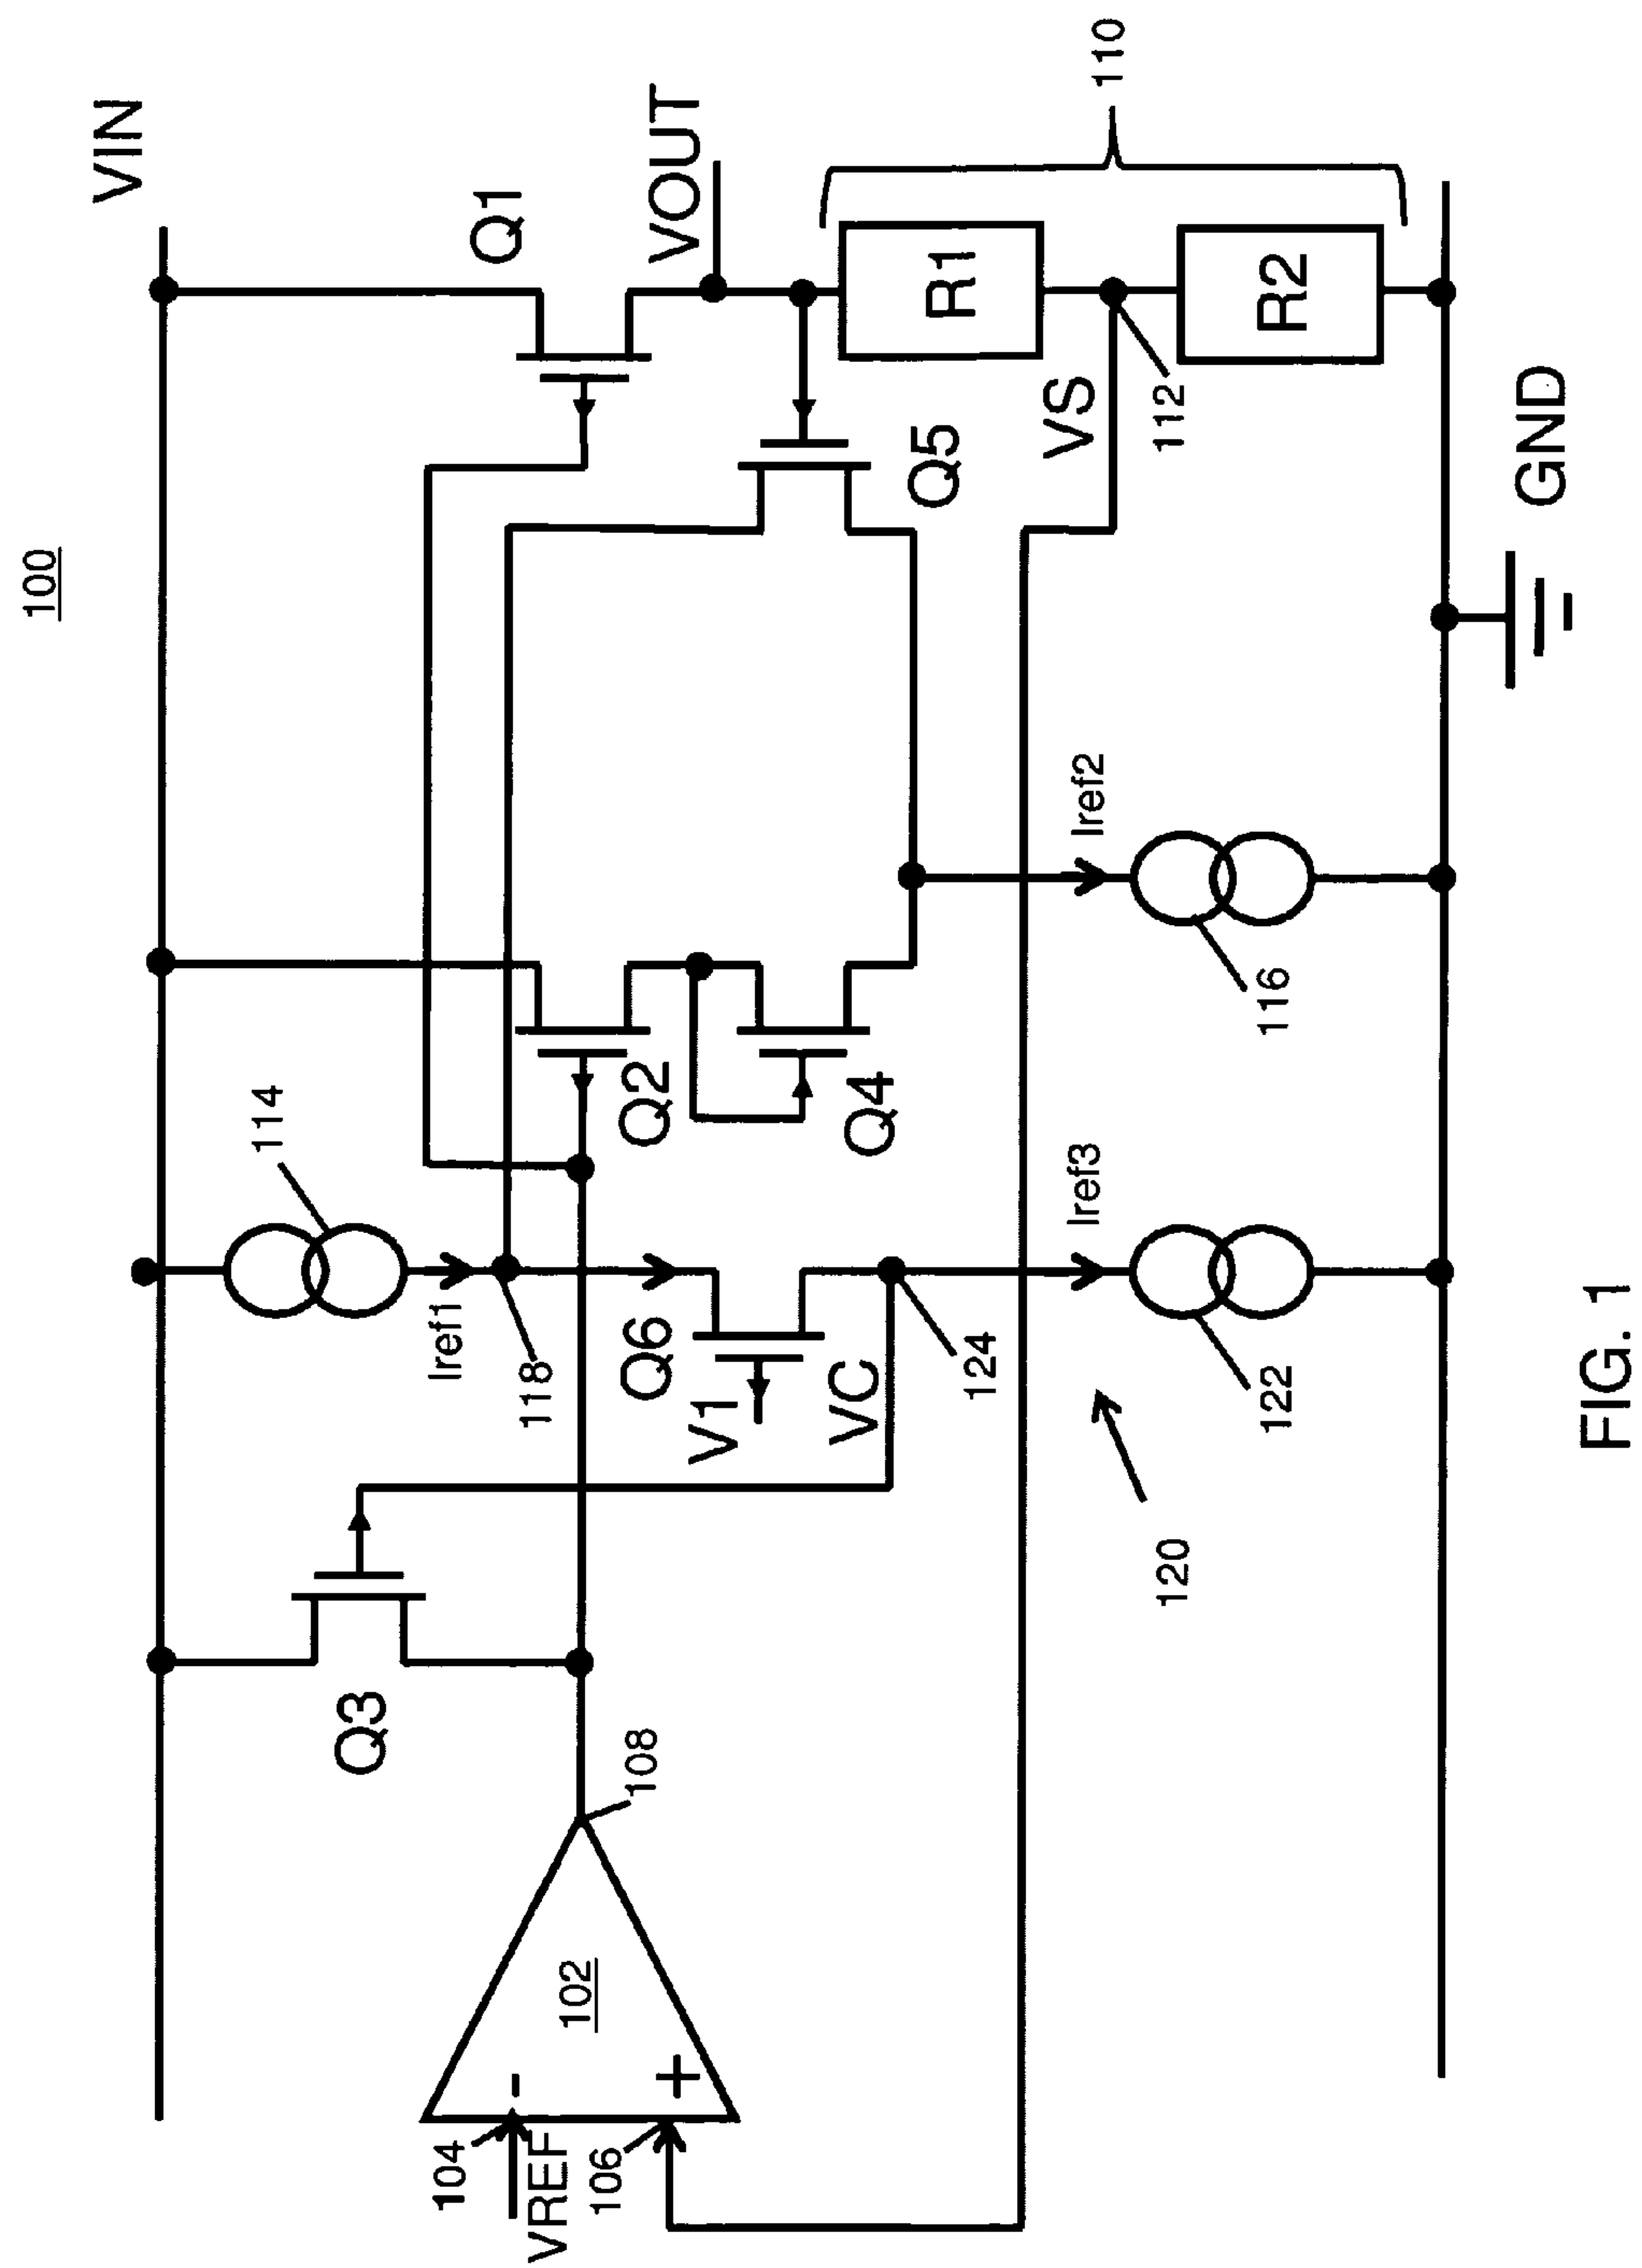 100
VIN
Q1
VOUT
110
R1
R2
VS
112
Q5
GND
114
Iref1
118
Q2
Q4
Iref2
116
Q6
V1
VC
124
Iref3
122
120
Q3
108
102
-
+
104
VREF
106
FIG. 1